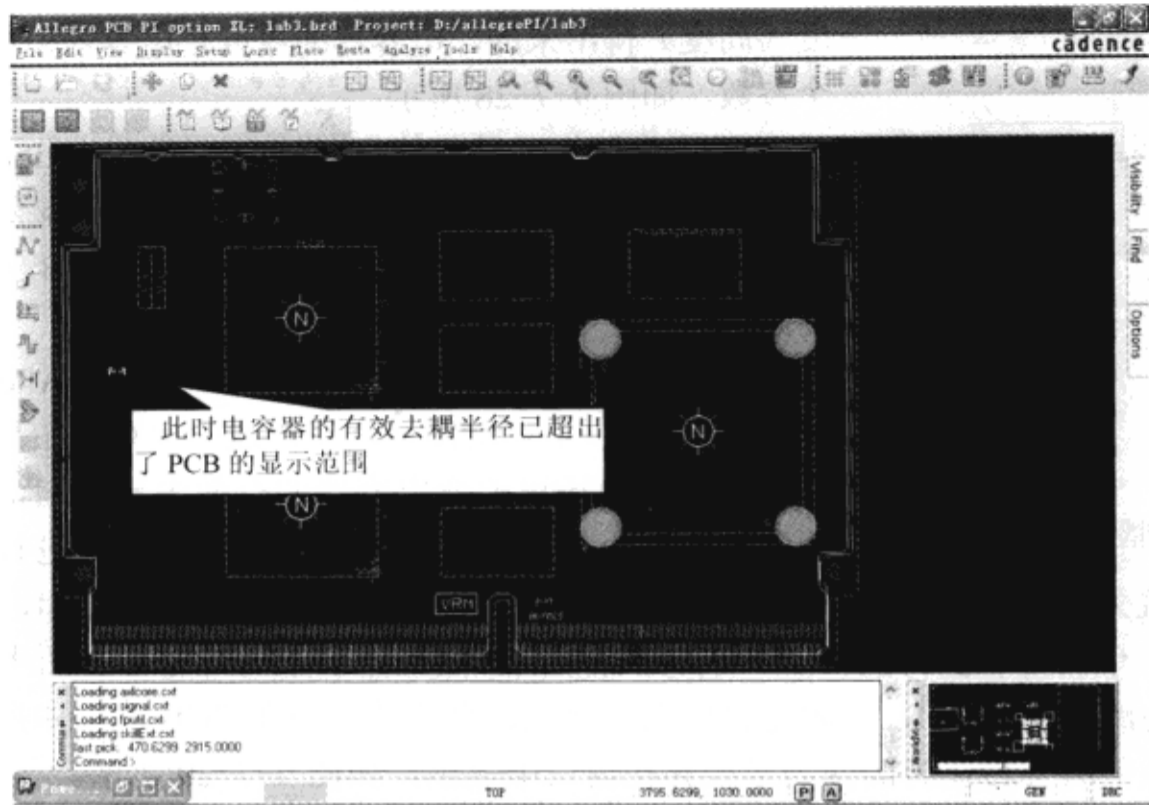 Allegro PCB PI option XL: lab3.brd Project: D:/allegroPI/lab3
File Edit View Display Setup Logic Place Route Analyze Tools Help
cādence
Visibility
Find
Options
N
N
N
此时电容器的有效去耦半径已超出
了 PCB 的显示范围
VRM
Loading axlcore.cxt
Loading signal.cxt
Loading fputil.cxt
Loading skillExt.cxt
last pick: 470.6299 2915.0000
Command >
Command
TOP
3795.6299, 1030.0000
P
A
GEN
DRC